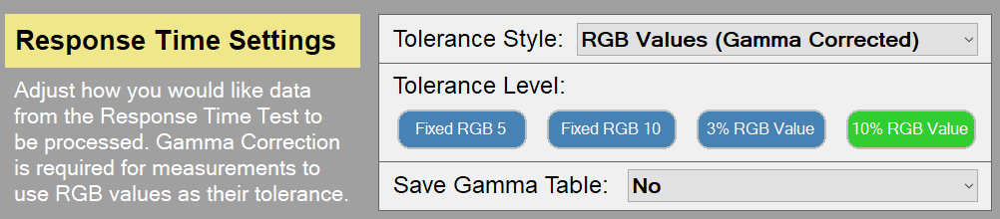 Response Time Settings
Adjust how you would like data
from the Response Time Test to
be processed. Gamma Correction
is required for measurements to
use RGB values as their tolerance.
Tolerance Style: RGB Values (Gamma Corrected)
Tolerance Level:
Fixed RGB 5 Fixed RGB 10 3% RGB Value 10% RGB Value
Save Gamma Table: No